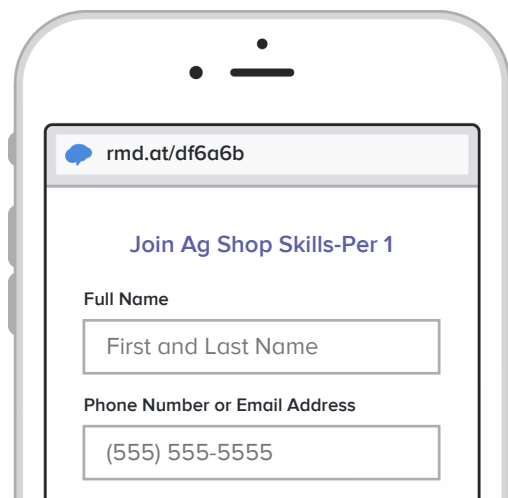 rmd.at/df6a6b
Join Ag Shop Skills-Per 1
Full Name
First and Last Name
Phone Number or Email Address
(555) 555-5555